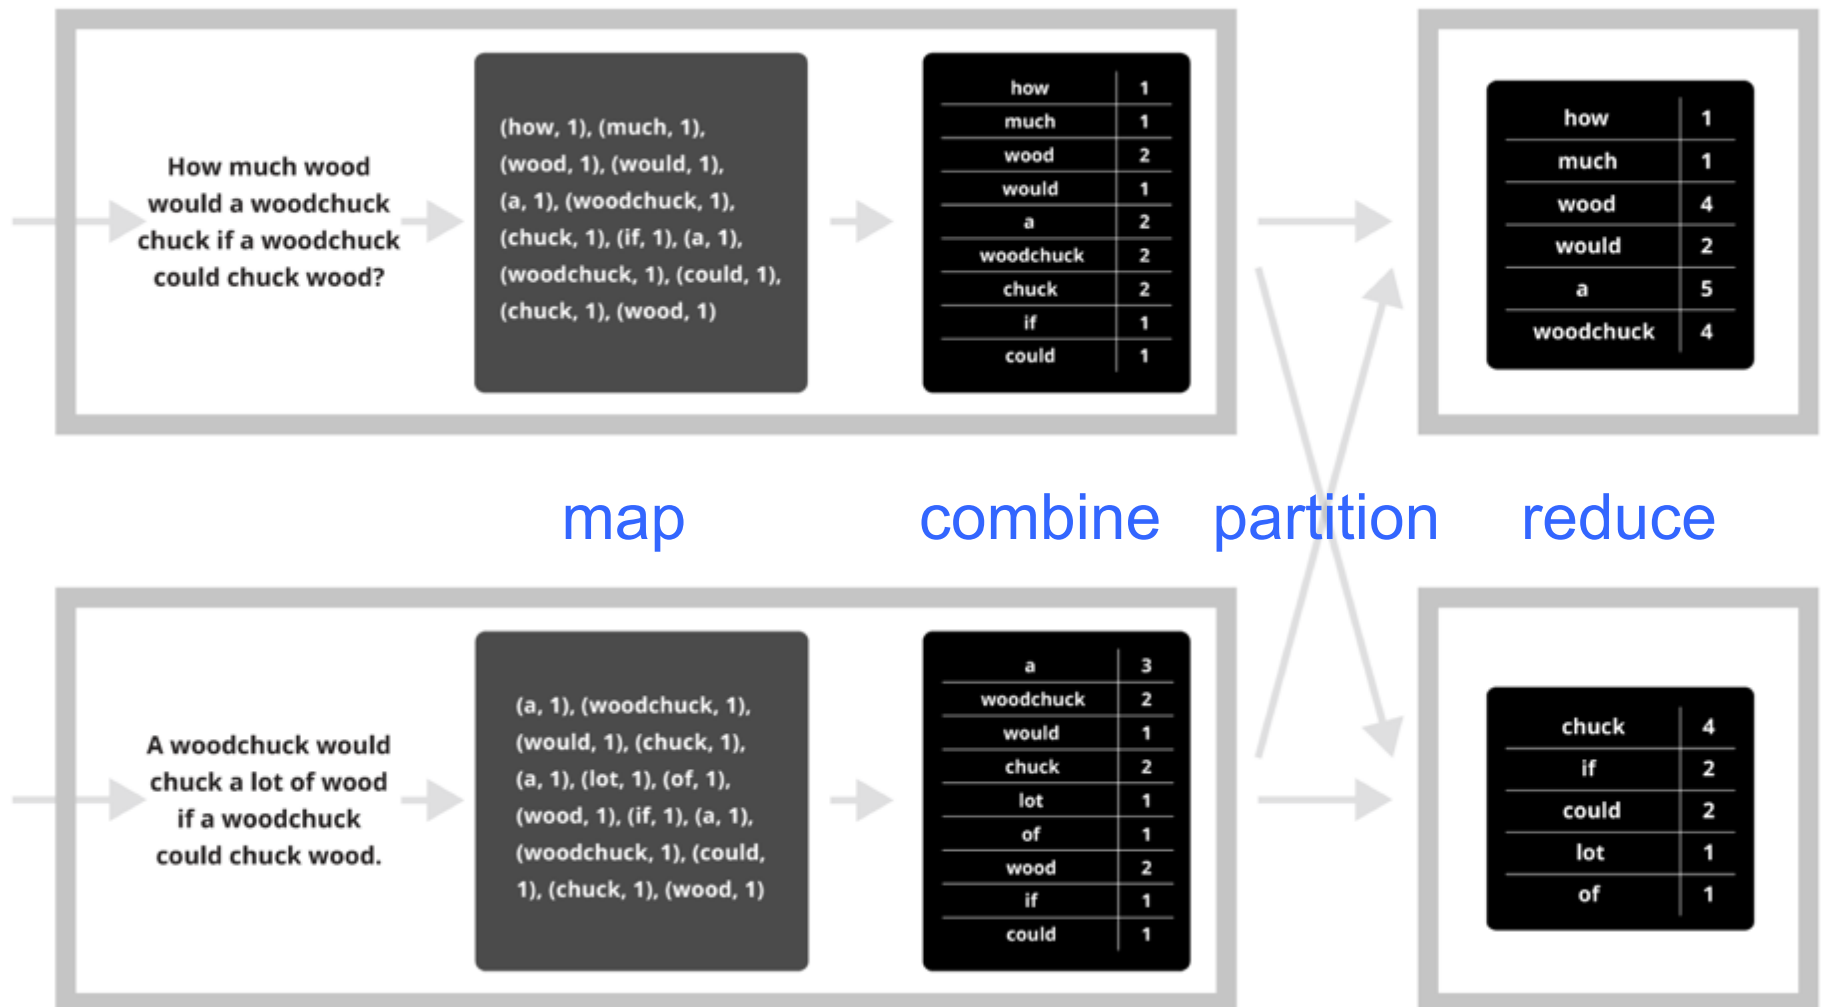 How much wood
would a woodchuck
chuck if a woodchuck
could chuck wood?
(how, 1), (much, 1),
(wood, 1), (would, 1),
(a, 1), (woodchuck, 1),
(chuck, 1), (if, 1), (a, 1),
(woodchuck, 1), (could, 1),
(chuck, 1), (wood, 1)
how 1
much 1
wood 2
would 1
a 2
woodchuck 2
chuck 2
if 1
could 1
how 1
much 1
wood 4
would 2
a 5
woodchuck 4
map combine partition reduce
A woodchuck would
chuck a lot of wood
if a woodchuck
could chuck wood.
(a, 1), (woodchuck, 1),
(would, 1), (chuck, 1),
(a, 1), (lot, 1), (of, 1),
(wood, 1), (if, 1), (a, 1),
(woodchuck, 1), (could,
1), (chuck, 1), (wood, 1)
a 3
woodchuck 2
would 1
chuck 2
lot 1
of 1
wood 2
if 1
could 1
chuck 4
if 2
could 2
lot 1
of 1